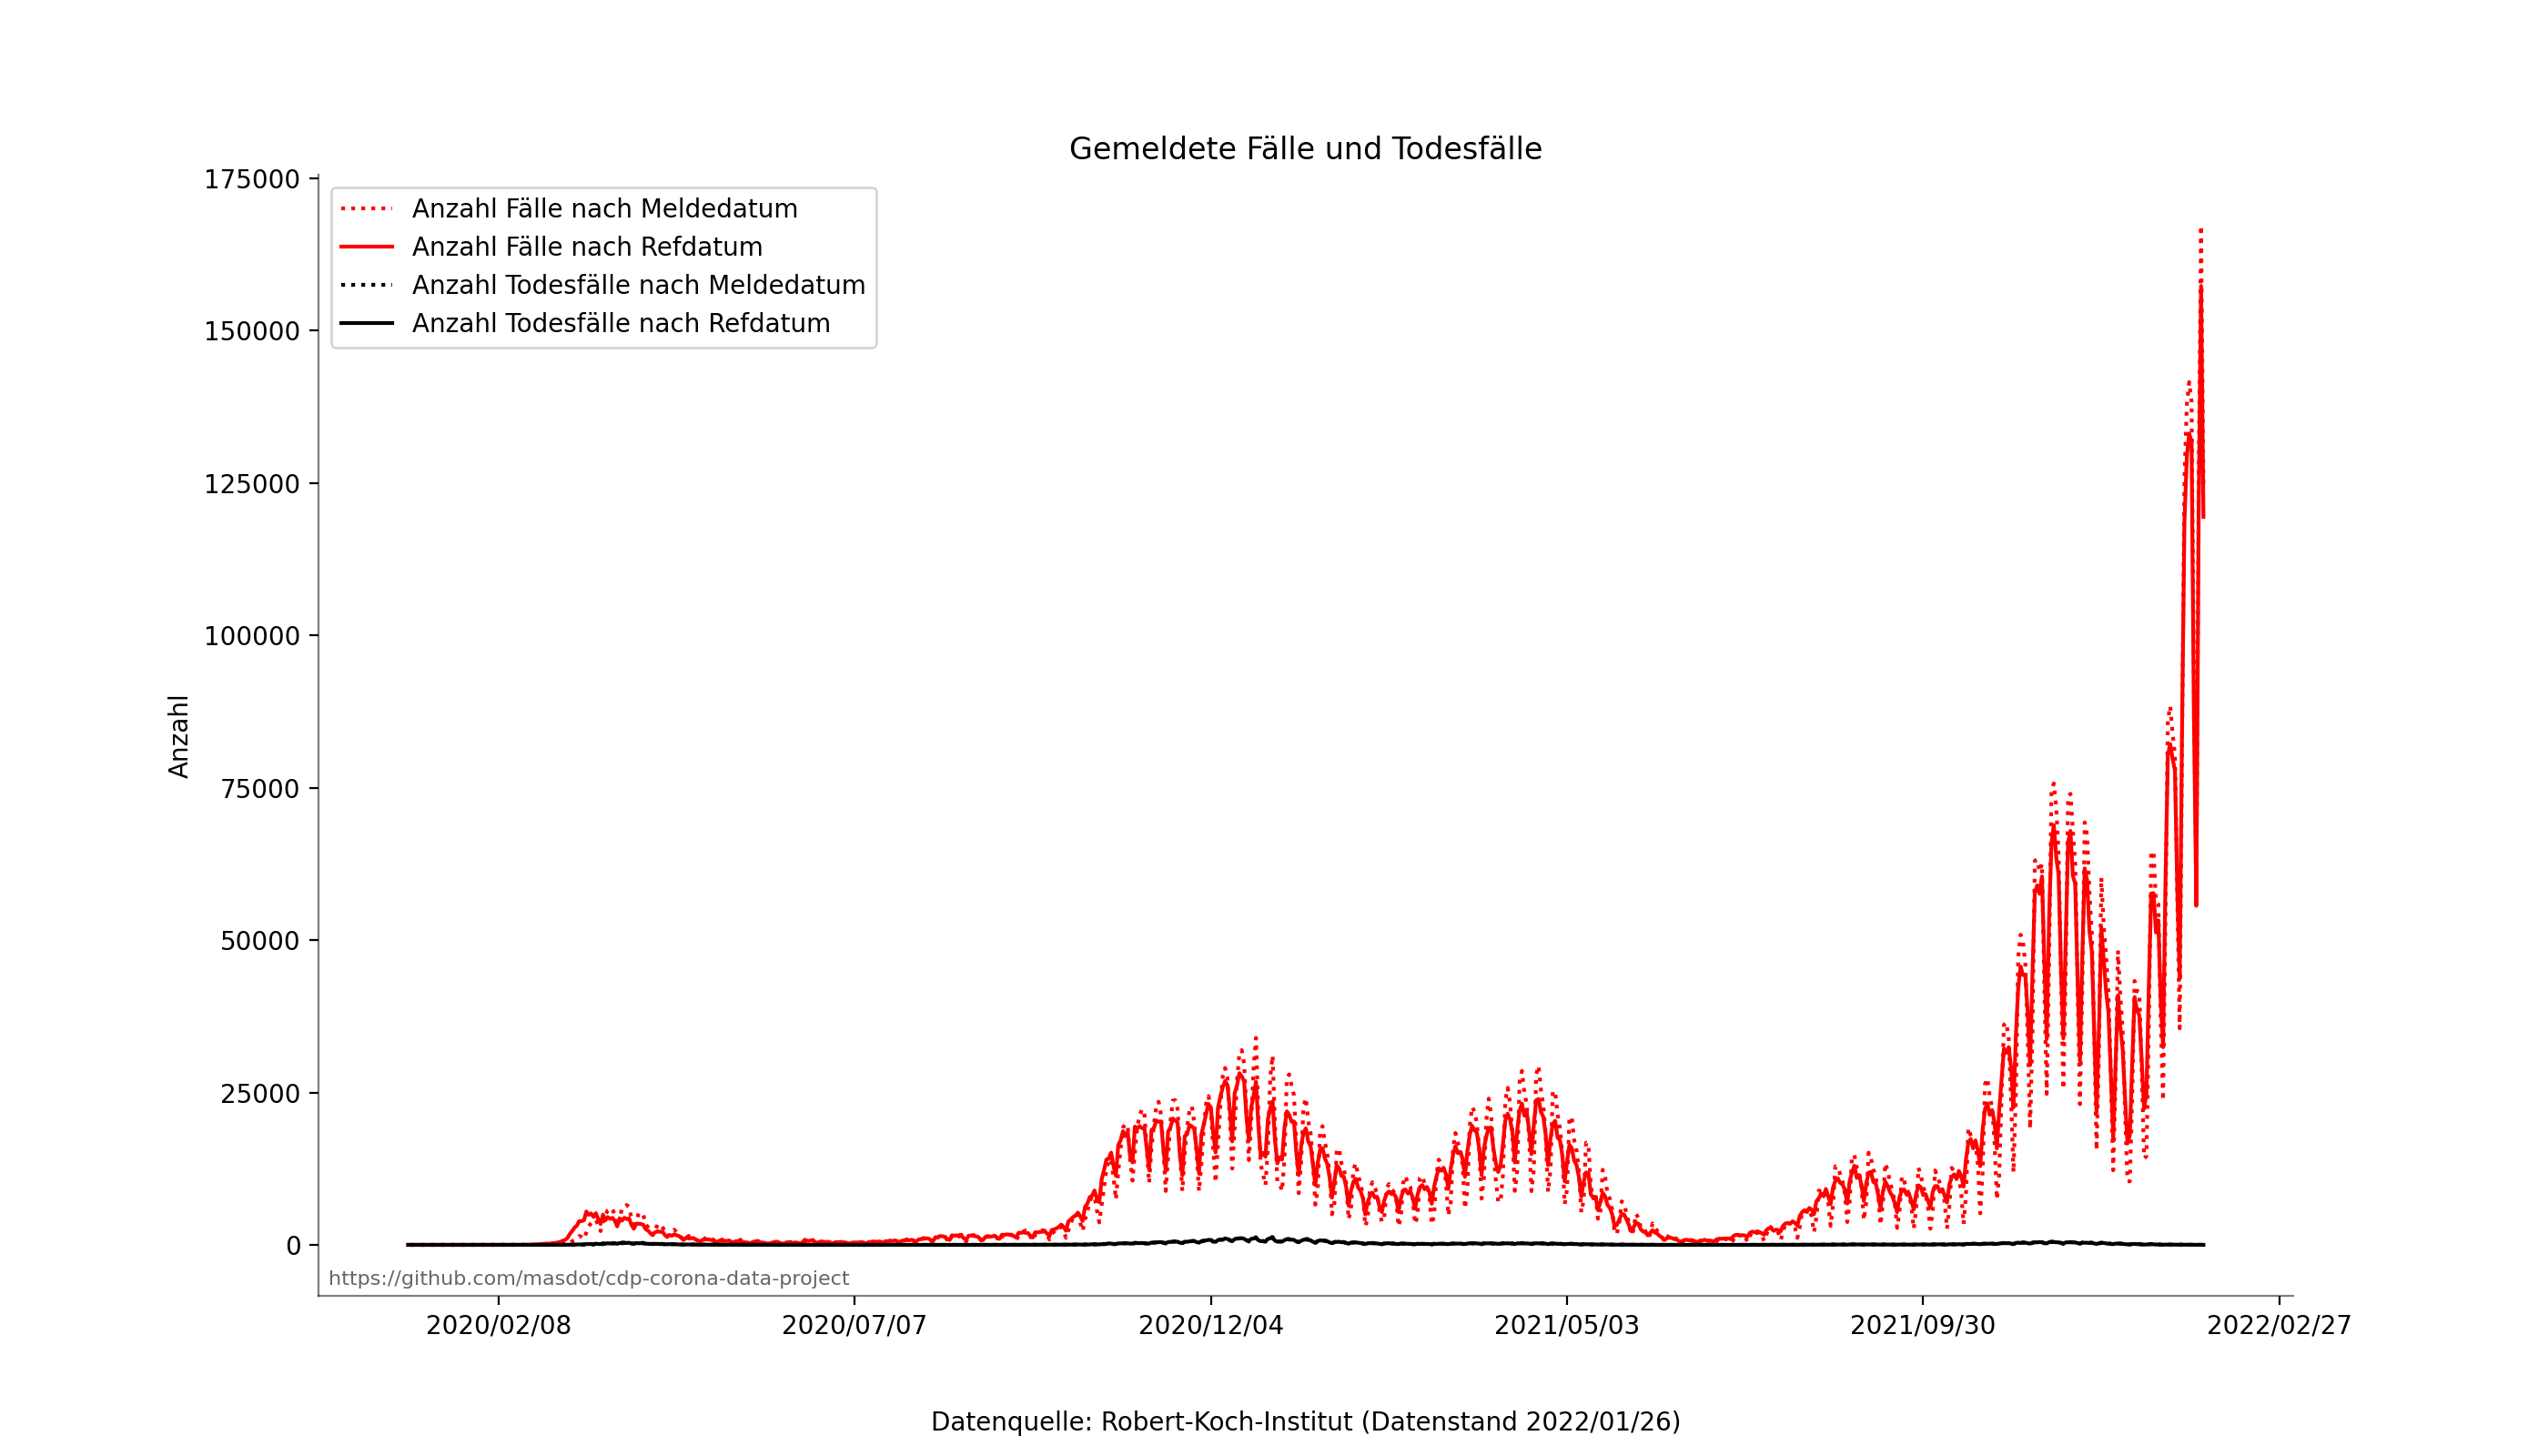 Gemeldete Fälle und Todesfälle
175000
150000
125000
100000
75000
50000
25000
0
Anzahl
Anzahl Fälle nach Meldedatum
Anzahl Fälle nach Refdatum
Anzahl Todesfälle nach Meldedatum
Anzahl Todesfälle nach Refdatum
https://github.com/masdot/cdp-corona-data-project
2020/02/08 2020/07/07 2020/12/04 2021/05/03 2021/09/30 2022/02/27
Datenquelle: Robert-Koch-Institut (Datenstand 2022/01/26)